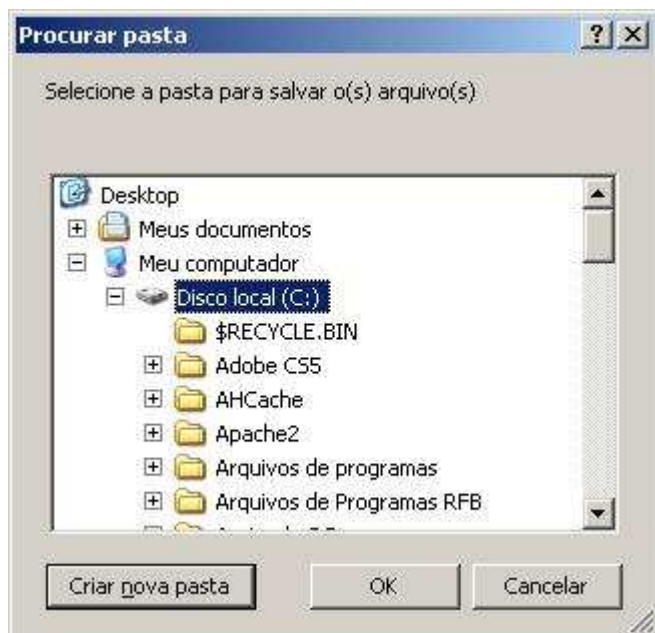 Procurar pasta
Selecione a pasta para salvar o(s) arquivo(s)
Desktop
Meus documentos
Meu computador
Disco local (C:)
$RECYCLE.BIN
Adobe CS5
AHCache
Apache2
Arquivos de programas
Arquivos de Programas RFB
Criar nova pasta
OK
Cancelar